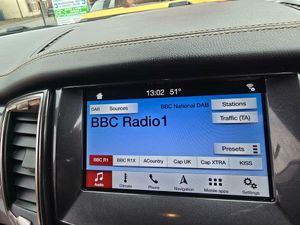 13:02 51°
DAB Sources BBC National DAB Stations
BBC Radio1
Traffic (TA)
Presets
BBC R1 BBC R1X ACountry Cap UK Cap XTRA KISS
Audio Climate Phone Navigation Mobile apps Settings